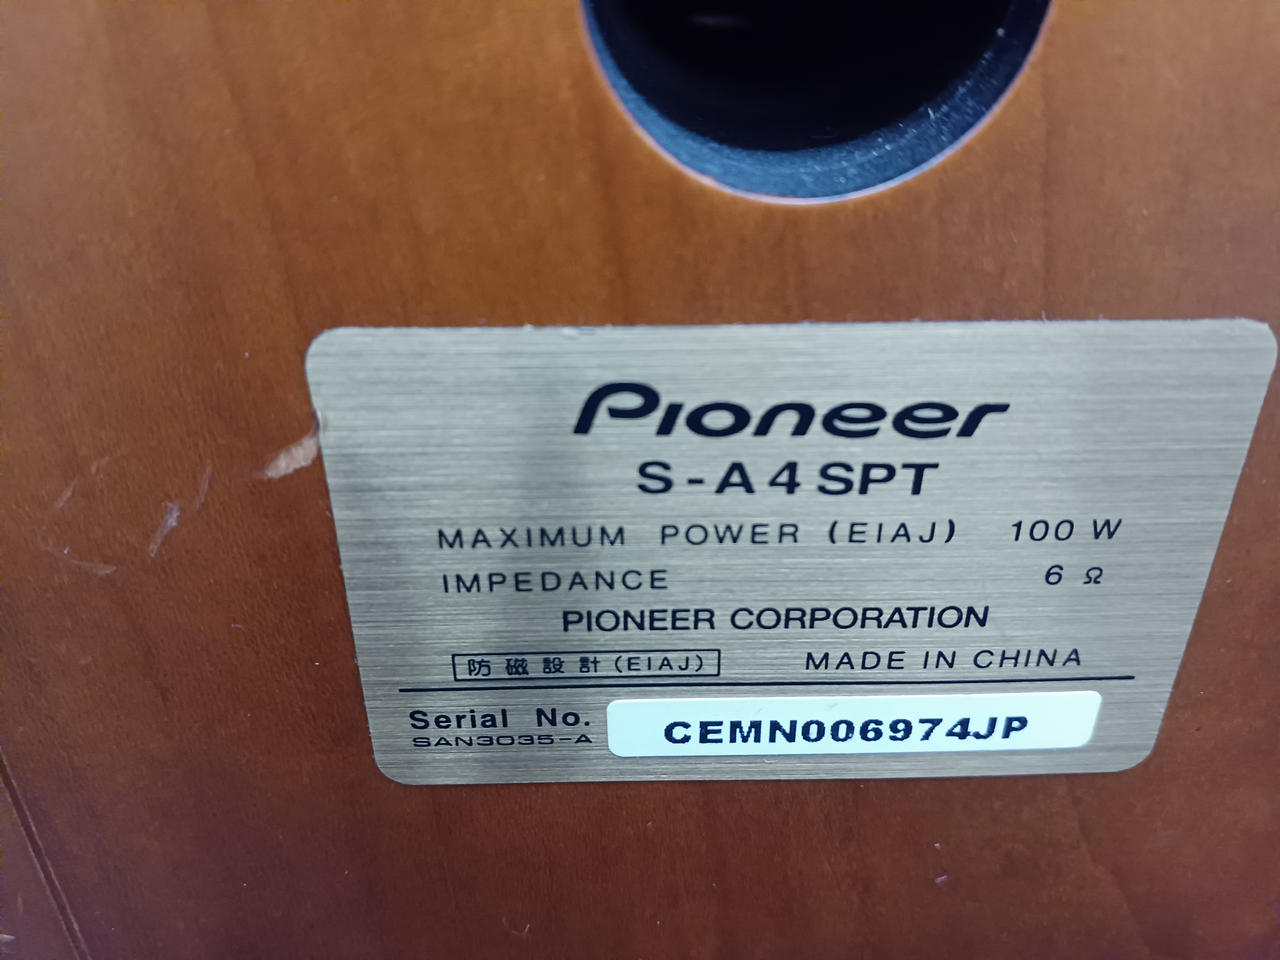 Pioneer
S-A4SPT
MAXIMUM POWER (EIAJ) 100 W
IMPEDANCE 6 Ω
PIONEER CORPORATION
防磁設計(EIAJ) MADE IN CHINA
Serial No. CEMN006974JP
SAN3035-A